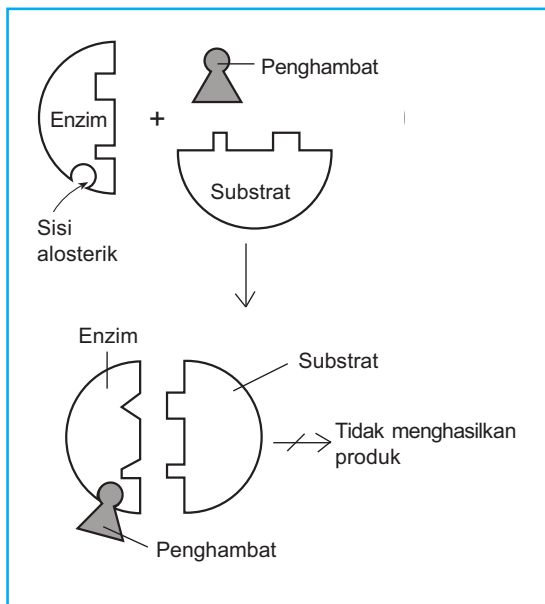 Penghambat
Enzim
+
Substrat
Sisi
alosterik
Enzim
Substrat
Tidak menghasilkan
produk
Penghambat